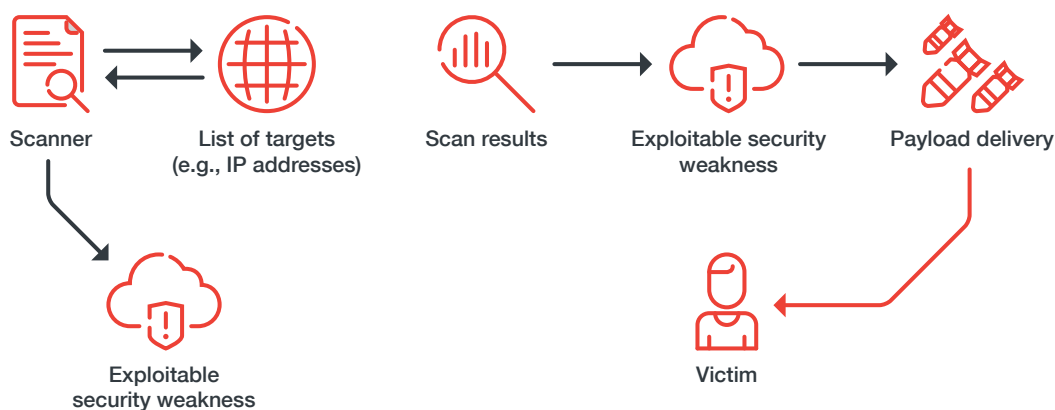 Scanner
List of targets
(e.g., IP addresses)
Scan results
Exploitable security
weakness
Payload delivery
Exploitable
security weakness
Victim